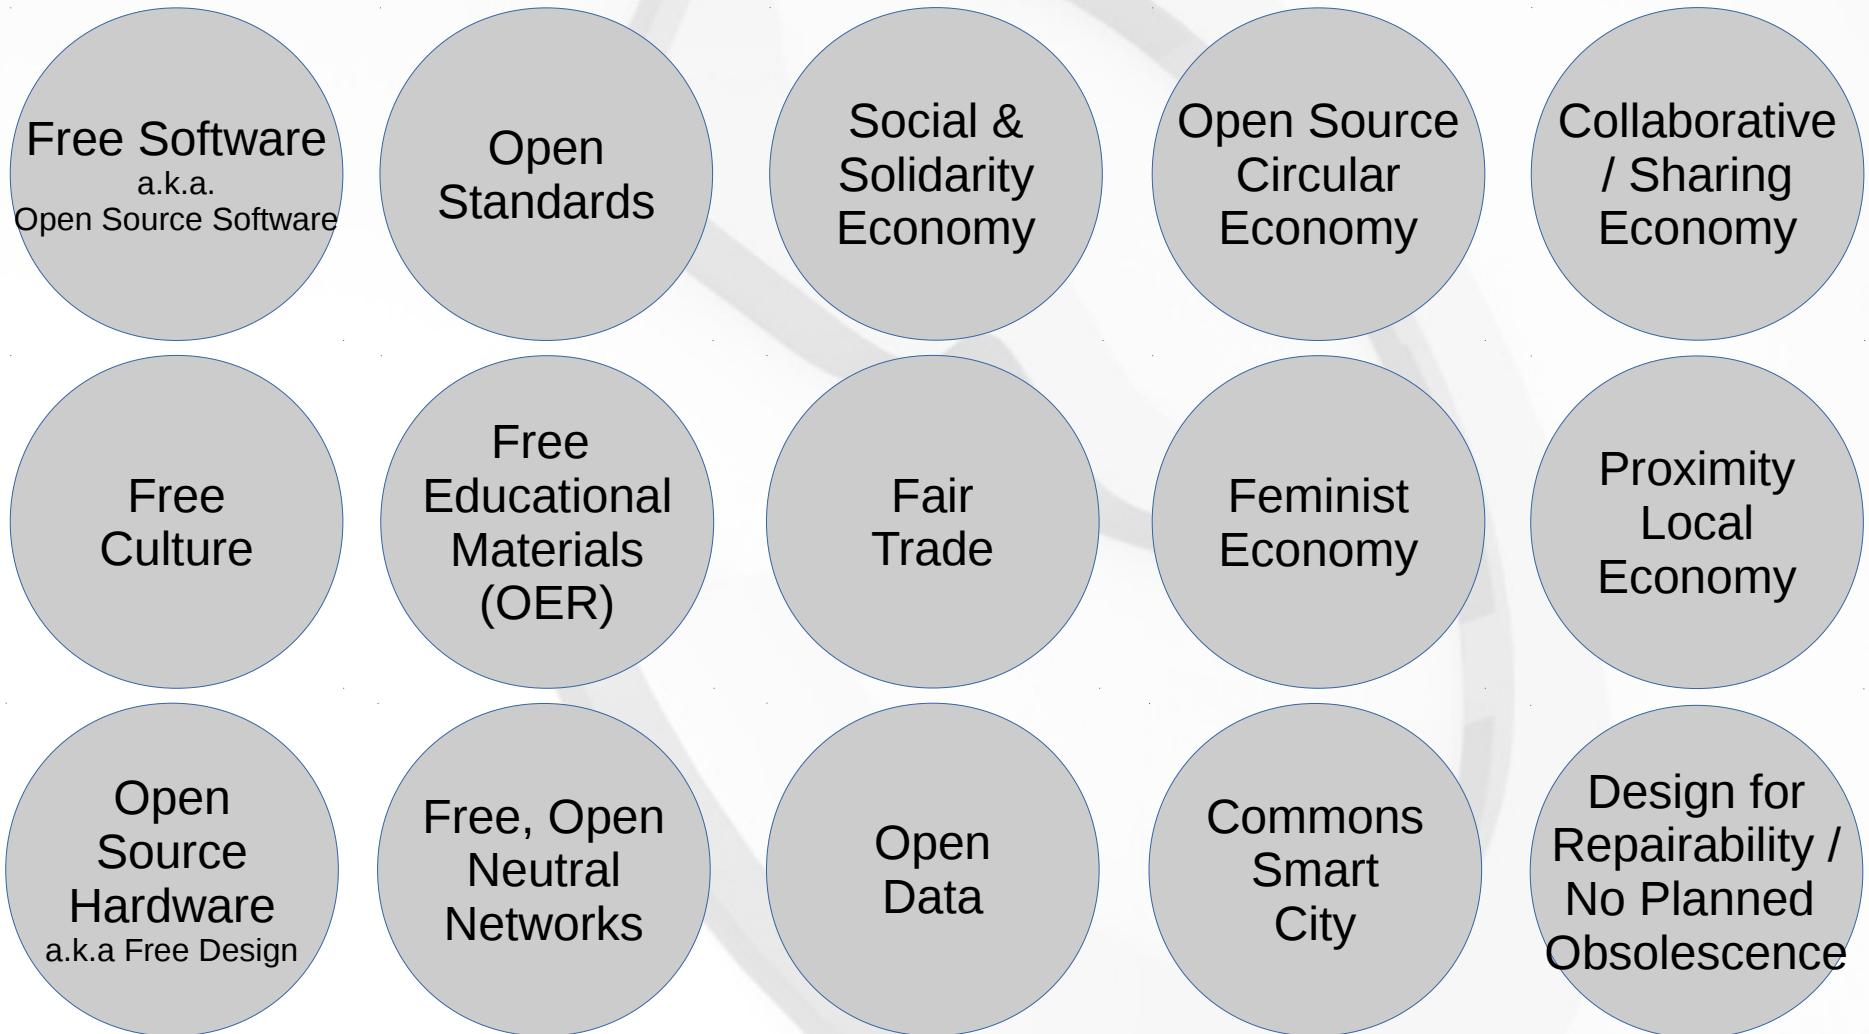 Free Software
a.k.a.
Open Source Software
Open
Standards
Social &
Solidarity
Economy
Open Source
Circular
Economy
Collaborative
/ Sharing
Economy
Free
Culture
Free
Educational
Materials
(OER)
Fair
Trade
Feminist
Economy
Proximity
Local
Economy
Open
Source
Hardware
a.k.a Free Design
Free, Open
Neutral
Networks
Open
Data
Commons
Smart
City
Design for
Repairability /
No Planned
Obsolescence